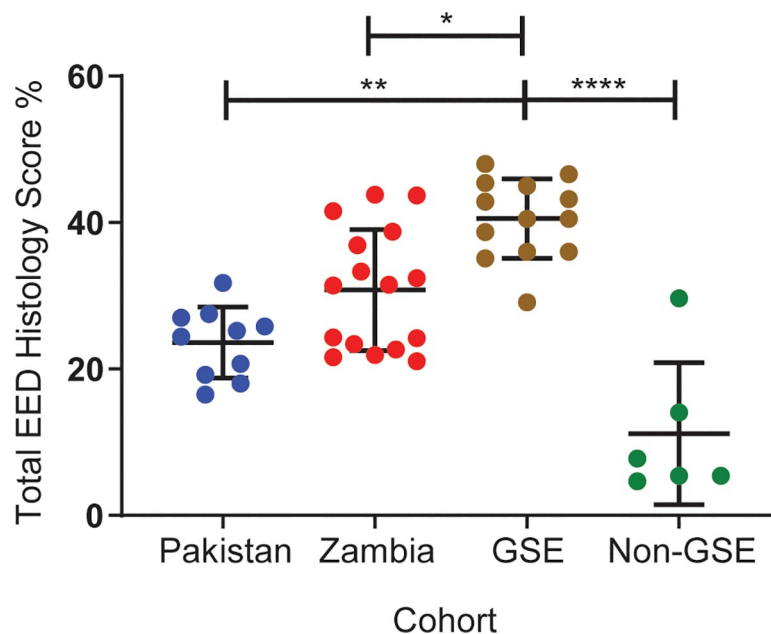 *
** ****
60
40
20
0
Total EED Histology Score %
Pakistan Zambia GSE Non-GSE
Cohort